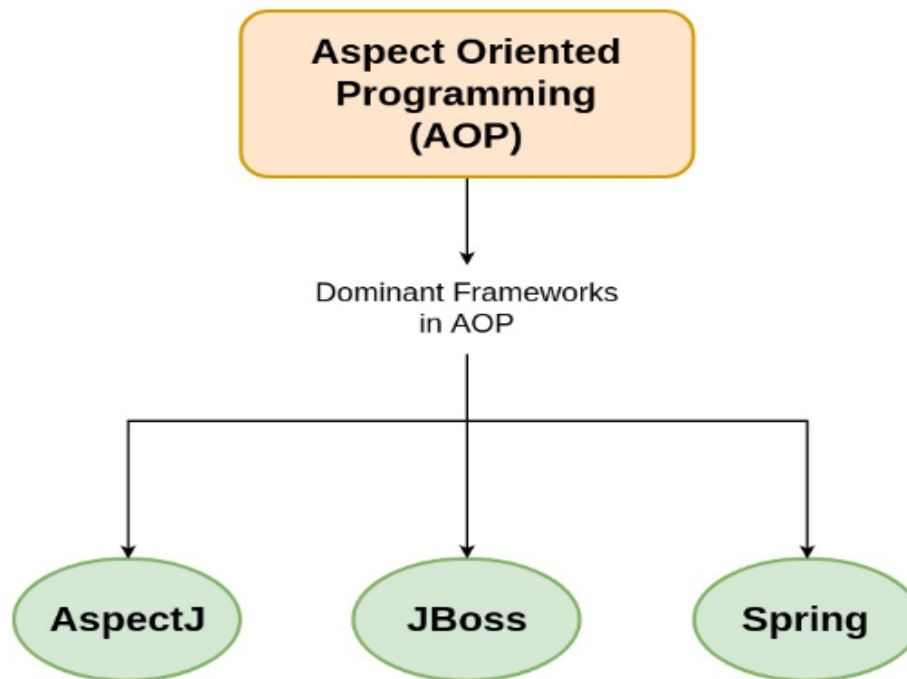 Aspect Oriented
Programming
(AOP)
Dominant Frameworks
in AOP
AspectJ
JBoss
Spring